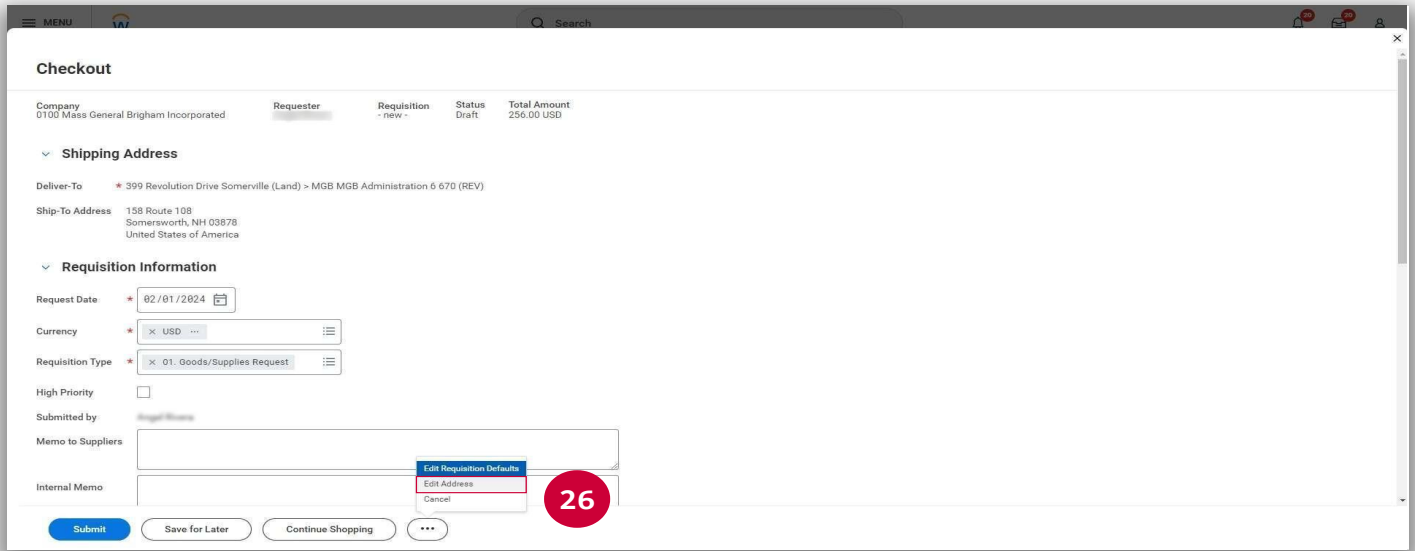 MENU
W
Search
20
20
Checkout
Company Requester Requisition Status Total Amount
0100 Mass General Brigham Incorporated - new - Draft 256.00 USD
Shipping Address
Deliver-To * 399 Revolution Drive Somerville (Land) > MGB MGB Administration 6 670 (REV)
Ship-To Address 158 Route 108
Somersworth, NH 03878
United States of America
Requisition Information
Request Date * 02/01/2024
Currency * × USD ···
Requisition Type * × 01. Goods/Supplies Request
High Priority
Submitted by
Memo to Suppliers
Edit Requisition Defaults
Internal Memo
Edit Address
Cancel
26
Submit Save for Later Continue Shopping ···